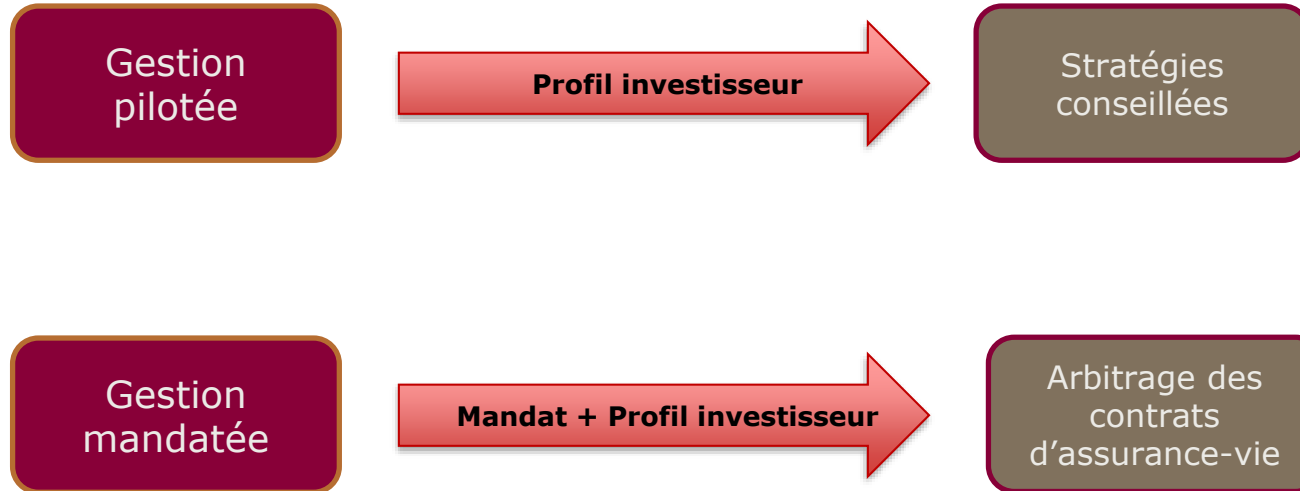 Gestion
pilotée
Profil investisseur
Stratégies
conseillées
Gestion
mandatée
Mandat + Profil investisseur
Arbitrage des
contrats
d’assurance-vie